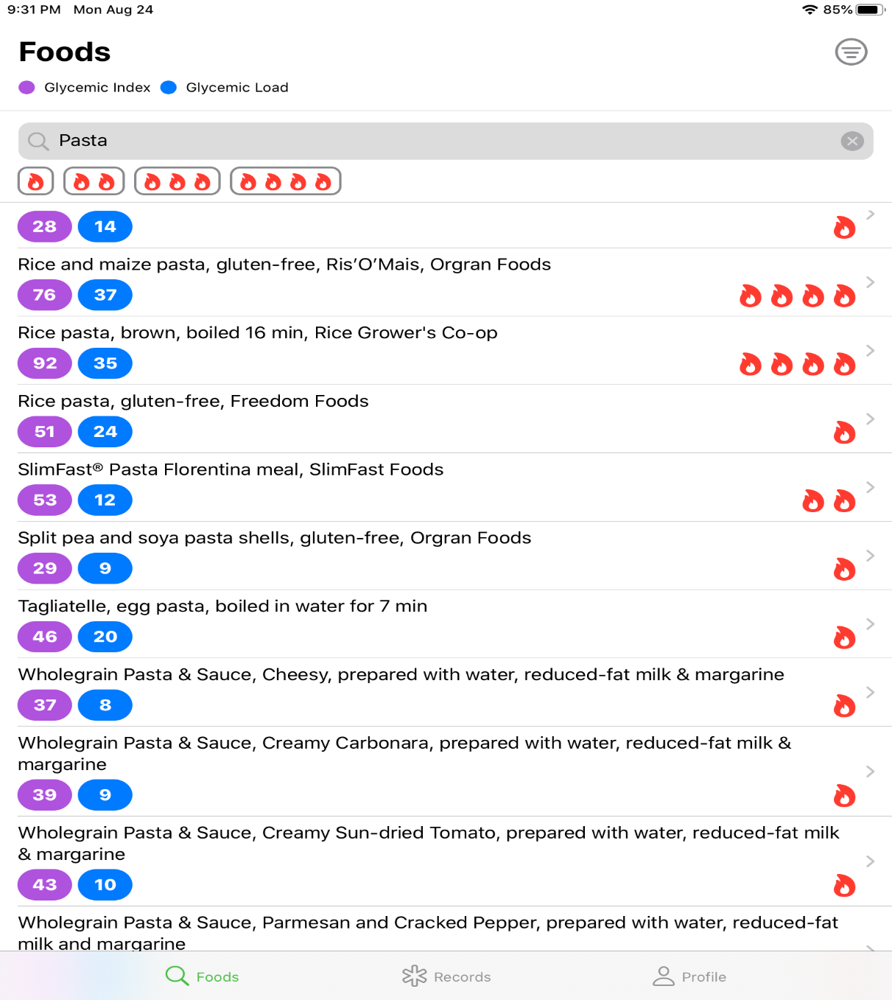 9:31 PM Mon Aug 24
85%
Foods
Glycemic Index Glycemic Load
Pasta
28 14
Rice and maize pasta, gluten-free, Ris’O’Mais, Orgran Foods
76 37
Rice pasta, brown, boiled 16 min, Rice Grower's Co-op
92 35
Rice pasta, gluten-free, Freedom Foods
51 24
SlimFast® Pasta Florentina meal, SlimFast Foods
53 12
Split pea and soya pasta shells, gluten-free, Orgran Foods
29 9
Tagliatelle, egg pasta, boiled in water for 7 min
46 20
Wholegrain Pasta & Sauce, Cheesy, prepared with water, reduced-fat milk & margarine
37 8
Wholegrain Pasta & Sauce, Creamy Carbonara, prepared with water, reduced-fat milk &
margarine
39 9
Wholegrain Pasta & Sauce, Creamy Sun-dried Tomato, prepared with water, reduced-fat milk
& margarine
43 10
Wholegrain Pasta & Sauce, Parmesan and Cracked Pepper, prepared with water, reduced-fat
milk and margarine
Foods Records Profile